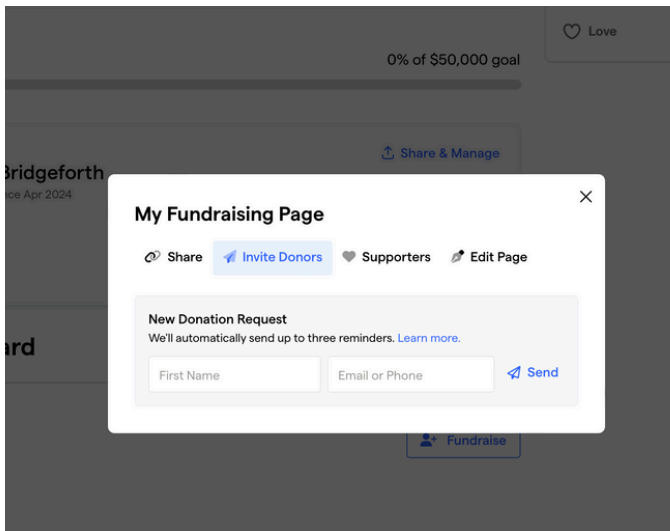 Love
0% of $50,000 goal
Share & Manage
Bridgeforth
nce Apr 2024
My Fundraising Page
Share
Invite Donors
Supporters
Edit Page
New Donation Request
We'll automatically send up to three reminders. Learn more.
First Name
Email or Phone
Send
ard
Fundraise